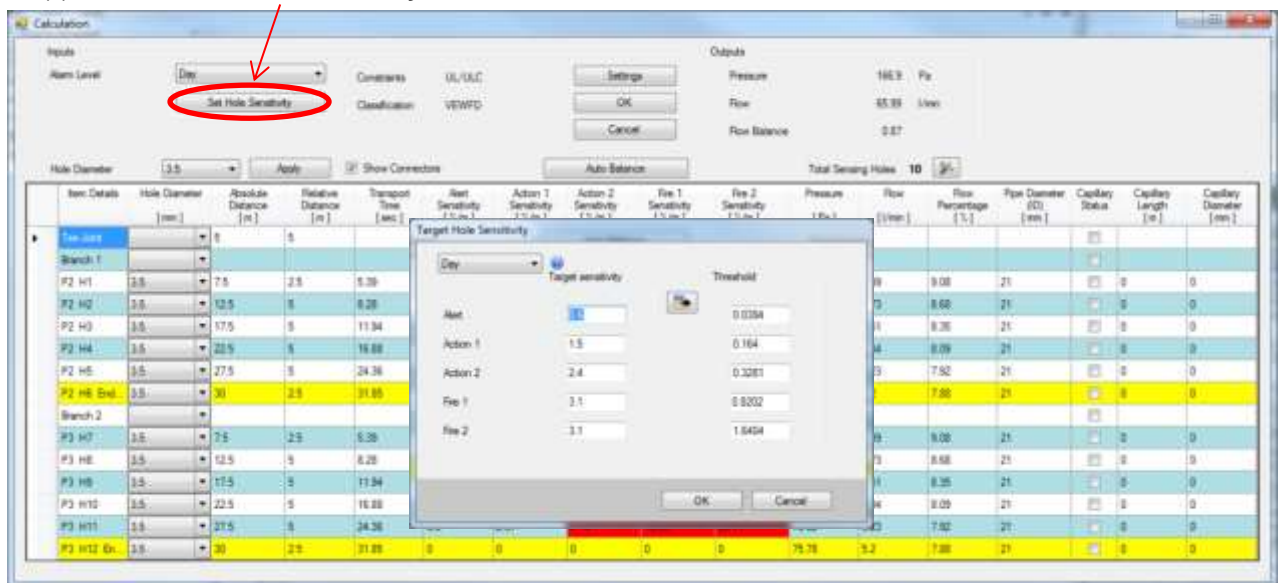 Calculation
Inputs
Outputs
Alarm Level Day Constraints UL/ULC Settings Pressure 166.9 Pa
Set Hole Sensitivity Classification VEWFD OK Flow 65.99 l/min
Cancel Flow Balance 0.87
Hole Diameter 3.5 Apply Show Connectors Auto Balance Total Sensing Holes 10
Item Details Hole Diameter Absolute Relative Transport Alert Action 1 Action 2 Fire 1 Fire 2 Pressure Flow Flow Pipe Diameter Capillary Capillary Capillary
Distance Distance Time Sensitivity Sensitivity Sensitivity Sensitivity Sensitivity Percentage (ID) Status Length Diameter
[mm] [m] [m] [sec] [l/min] [%] [mm] [m] [mm]
Target Hole Sensitivity
Tee Joint 5 5
Day
Branch 1
Target sensitivity Threshold
P2 H1 3.5 7.5 2.5 5.39 9.08 21 0 0
P2 H2 3.5 12.5 5 8.28 8.68 21 0 0
Alert 0.0394
P2 H3 3.5 17.5 5 11.94 8.35 21 0 0
Action 1 1.5 0.164
P2 H4 3.5 22.5 5 16.88 8.09 21 0 0
P2 H5 3.5 27.5 5 24.36 7.92 21 0 0
Action 2 2.4 0.3281
P2 H6 End.. 3.5 30 2.5 31.85 7.88 21 0 0
Fire 1 3.1 0.8202
Branch 2
Fire 2 3.1 1.6404
P3 H7 3.5 7.5 2.5 5.39 9.08 21 0 0
P3 H8 3.5 12.5 5 8.28 8.68 21 0 0
P3 H9 3.5 17.5 5 11.94 8.35 21 0 0
OK Cancel
P3 H10 3.5 22.5 5 16.88 8.09 21 0 0
P3 H11 3.5 27.5 5 24.36 7.92 21 0 0
P3 H12 En... 3.5 30 2.5 31.85 0 0 0 0 0 75.78 5.2 7.88 21 0 0